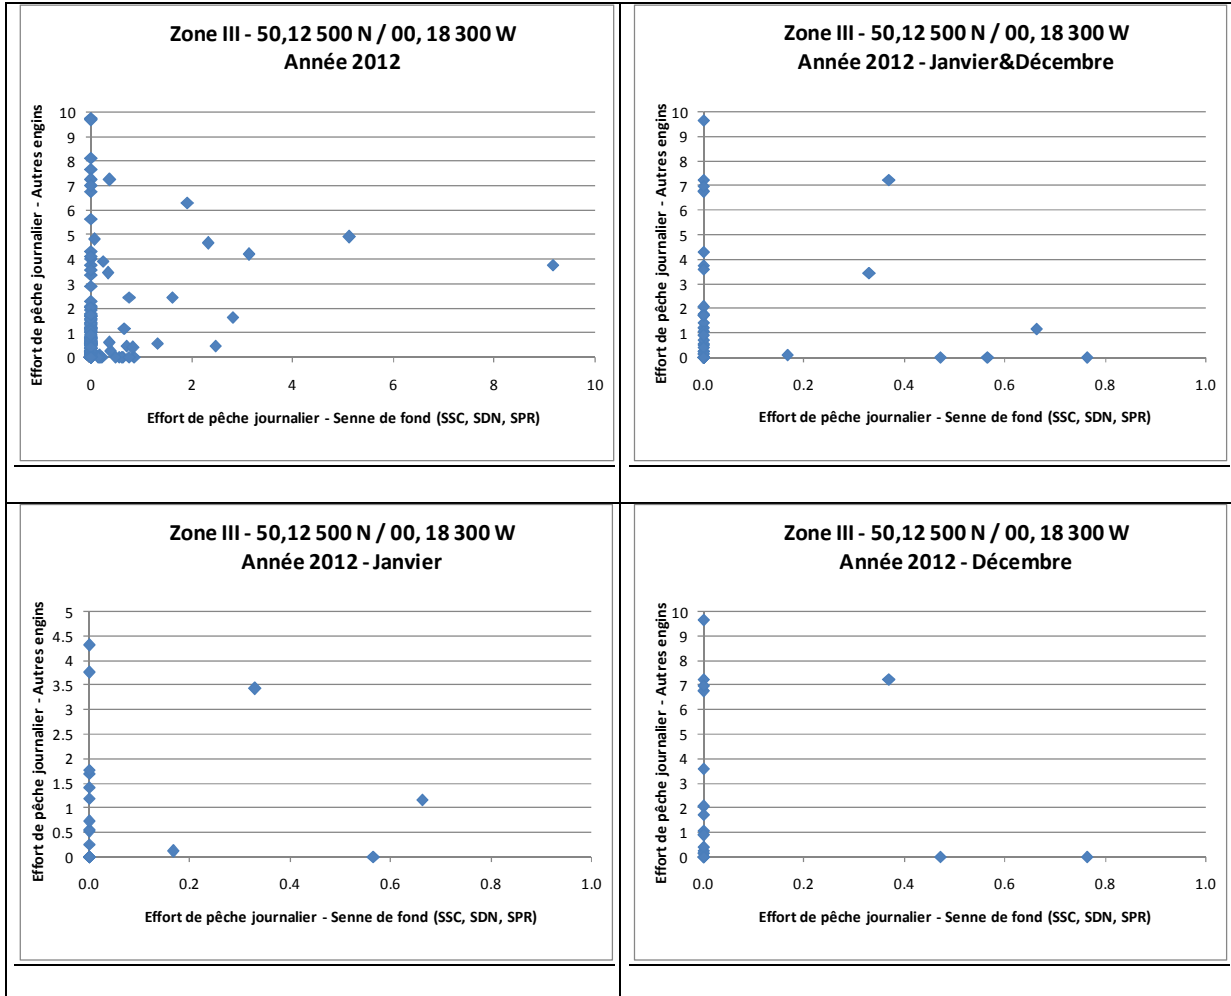 Zone III - 50,12 500 N / 00, 18 300 W
Année 2012
Effort de pêche journalier - Autres engins
10
9
8
7
6
5
4
3
2
1
0
0 2 4 6 8 10
Effort de pêche journalier - Senne de fond (SSC, SDN, SPR)
Zone III - 50,12 500 N / 00, 18 300 W
Année 2012 - Janvier&Décembre
Effort de pêche journalier - Autres engins
10
9
8
7
6
5
4
3
2
1
0
0.0 0.2 0.4 0.6 0.8 1.0
Effort de pêche journalier - Senne de fond (SSC, SDN, SPR)
Zone III - 50,12 500 N / 00, 18 300 W
Année 2012 - Janvier
Effort de pêche journalier - Autres engins
5
4.5
4
3.5
3
2.5
2
1.5
1
0.5
0
0.0 0.2 0.4 0.6 0.8 1.0
Effort de pêche journalier - Senne de fond (SSC, SDN, SPR)
Zone III - 50,12 500 N / 00, 18 300 W
Année 2012 - Décembre
Effort de pêche journalier - Autres engins
10
9
8
7
6
5
4
3
2
1
0
0.0 0.2 0.4 0.6 0.8 1.0
Effort de pêche journalier - Senne de fond (SSC, SDN, SPR)